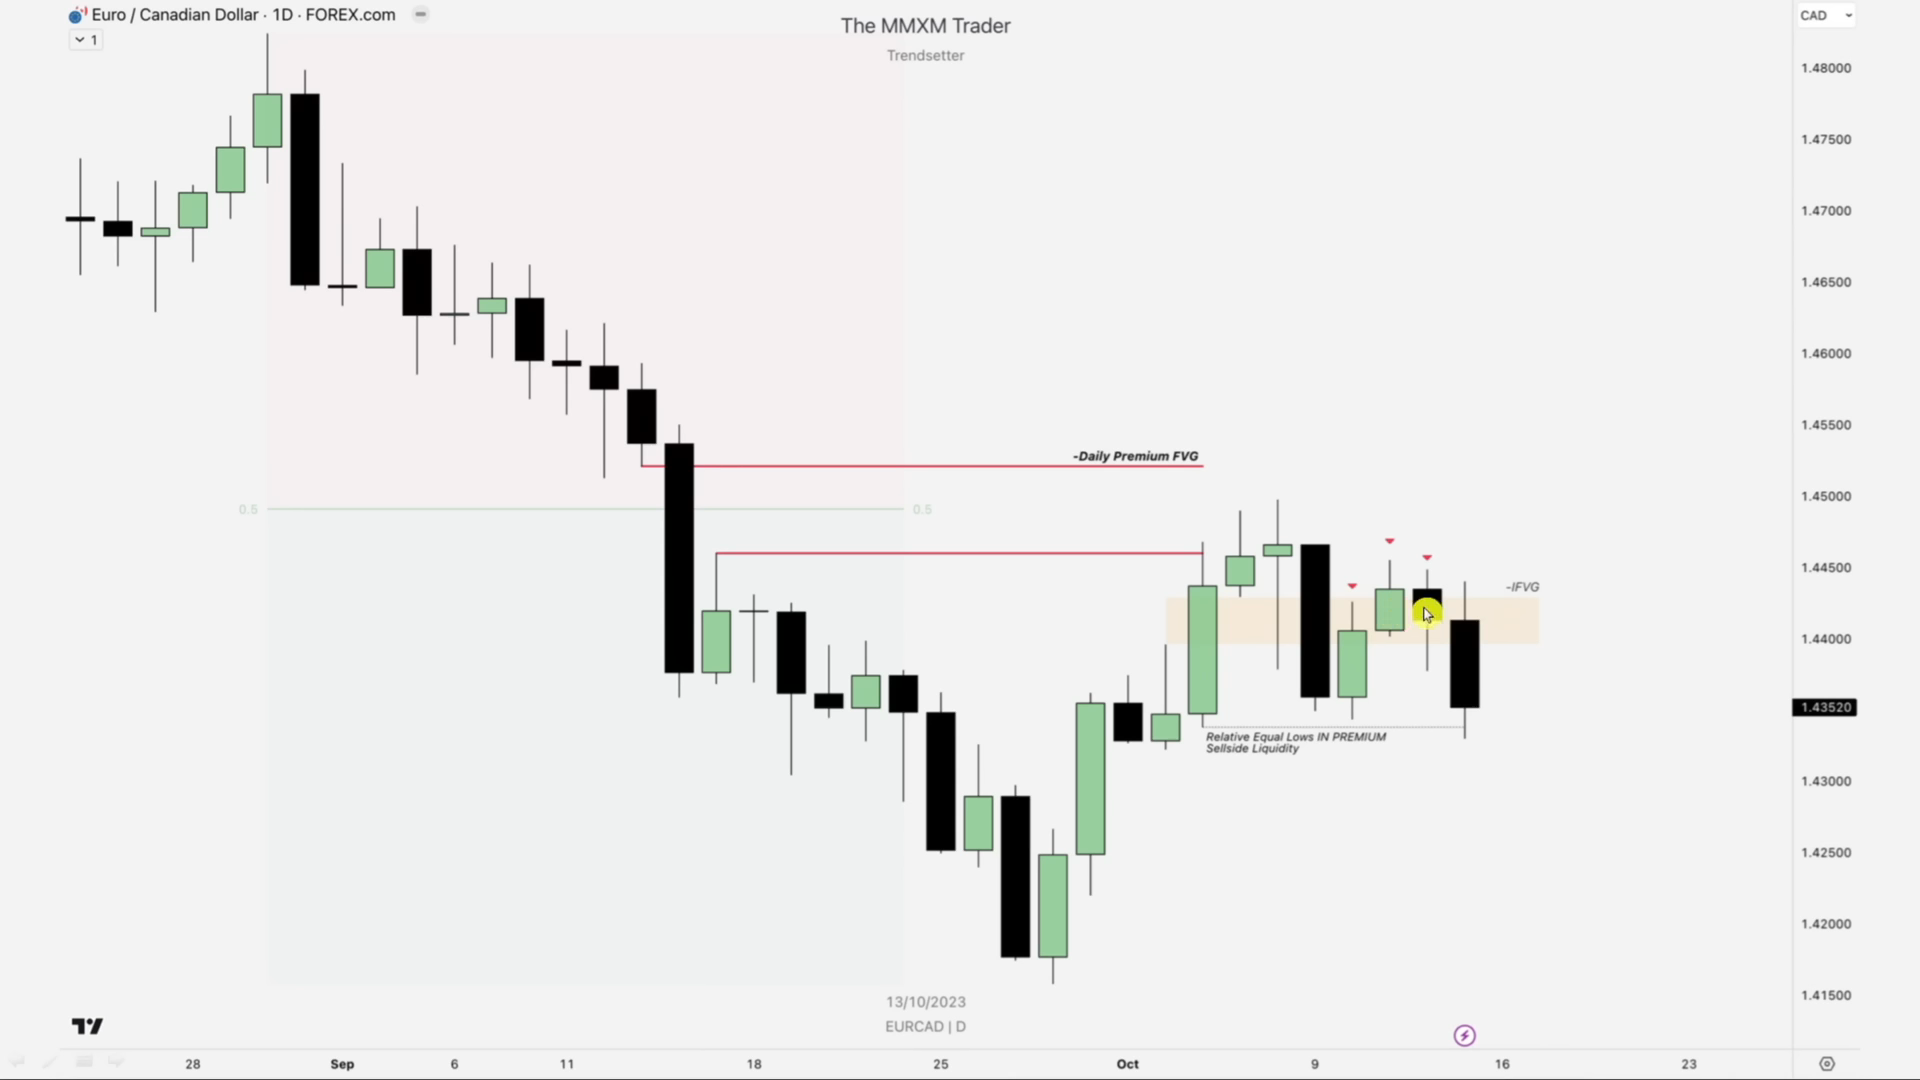 Euro / Canadian Dollar · 1D · FOREX.com
1
The MMXM Trader
Trendsetter
CAD
1.48000
1.47500
1.47000
1.46500
1.46000
1.45500
1.45000
1.44500
1.44000
1.43520
1.43000
1.42500
1.42000
1.41500
-Daily Premium FVG
0.5
0.5
-IFVG
Relative Equal Lows IN PREMIUM
Sellside Liquidity
13/10/2023
EURCAD | D
28
Sep
6
11
18
25
Oct
9
16
23